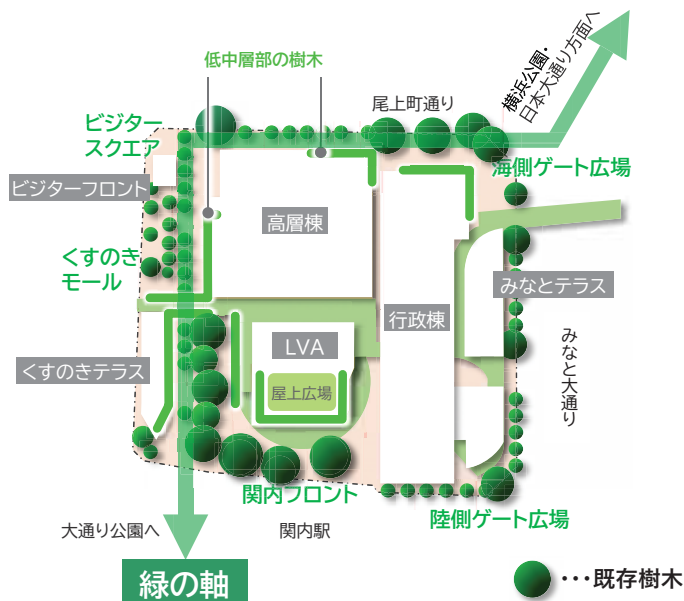 横浜公園・
日本大通り方面へ
低中層部の樹木
尾上町通り
ビジター
スクエア
海側ゲート広場
ビジターフロント
高層棟
くすのき
モール
みなとテラス
行政棟
LVA
くすのきテラス
屋上広場
みなと大通り
関内フロント
陸側ゲート広場
大通り公園へ
関内駅
緑の軸
･･･既存樹木